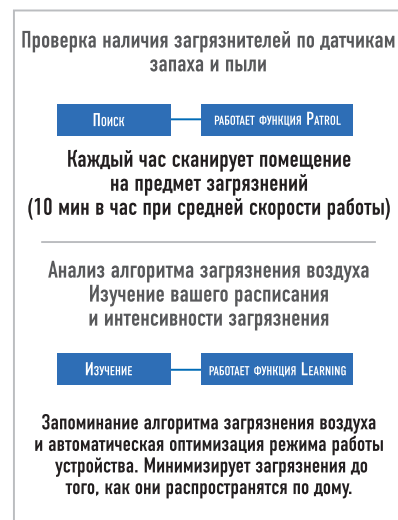 Проверка наличия загрязнителей по датчикам
запаха и пыли
Поиск
работает функция Patrol
Каждый час сканирует помещение
на предмет загрязнений
(10 мин в час при средней скорости работы)
Анализ алгоритма загрязнения воздуха
Изучение вашего расписания
и интенсивности загрязнения
Изучение
работает функция Learning
Запоминание алгоритма загрязнения воздуха
и автоматическая оптимизация режима работы
устройства. Минимизирует загрязнения до
того, как они распространятся по дому.